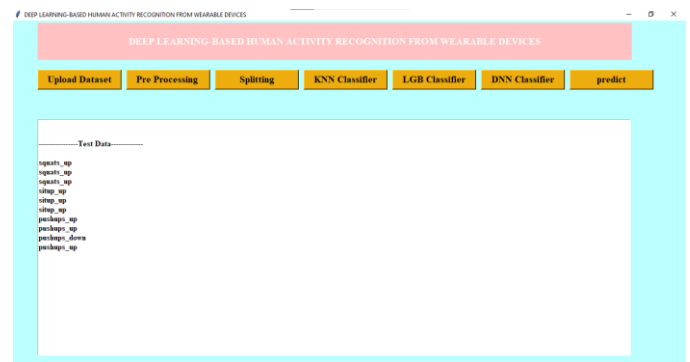 DEEP LEARNING-BASED HUMAN ACTIVITY RECOGNITION FROM WEARABLE DEVICES
DEEP LEARNING-BASED HUMAN ACTIVITY RECOGNITION FROM WEARABLE DEVICES
Upload Dataset Pre Processing Splitting KNN Classifier LGB Classifier DNN Classifier predict
---------------Test Data------------
squats_up
squats_up
squats_up
situp_up
situp_up
situp_up
pushups_up
pushups_up
pushups_down
pushups_up